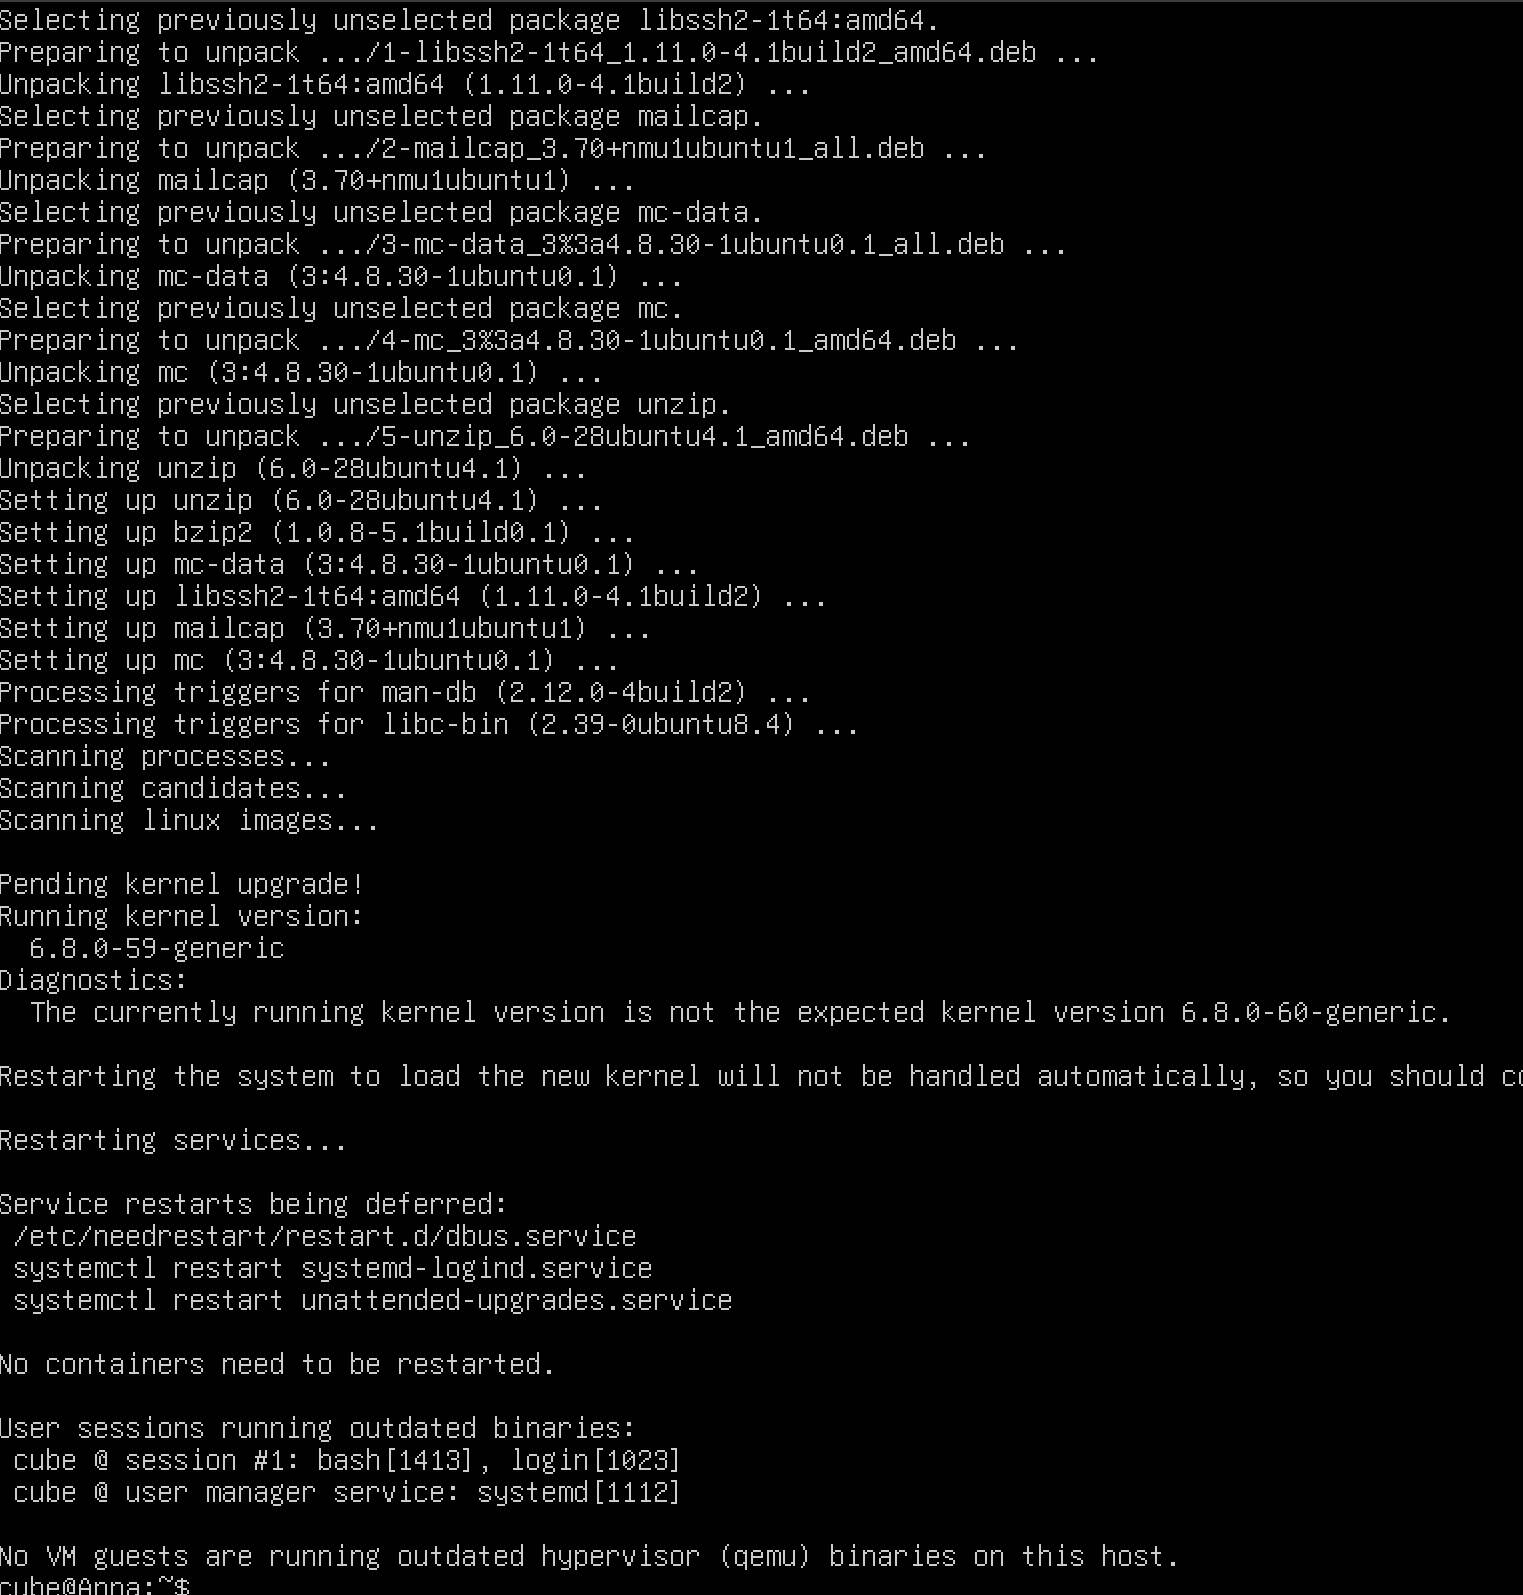 Selecting previously unselected package libssh2-1t64:amd64.
Preparing to unpack .../1-libssh2-1t64_1.11.0-4.1build2_amd64.deb ...
Unpacking libssh2-1t64:amd64 (1.11.0-4.1build2) ...
Selecting previously unselected package mailcap.
Preparing to unpack .../2-mailcap_3.70+nmu1ubuntu1_all.deb ...
Unpacking mailcap (3.70+nmu1ubuntu1) ...
Selecting previously unselected package mc-data.
Preparing to unpack .../3-mc-data_3%3a4.8.30-1ubuntu0.1_all.deb ...
Unpacking mc-data (3:4.8.30-1ubuntu0.1) ...
Selecting previously unselected package mc.
Preparing to unpack .../4-mc_3%3a4.8.30-1ubuntu0.1_amd64.deb ...
Unpacking mc (3:4.8.30-1ubuntu0.1) ...
Selecting previously unselected package unzip.
Preparing to unpack .../5-unzip_6.0-28ubuntu4.1_amd64.deb ...
Unpacking unzip (6.0-28ubuntu4.1) ...
Setting up unzip (6.0-28ubuntu4.1) ...
Setting up bzip2 (1.0.8-5.1build0.1) ...
Setting up mc-data (3:4.8.30-1ubuntu0.1) ...
Setting up libssh2-1t64:amd64 (1.11.0-4.1build2) ...
Setting up mailcap (3.70+nmu1ubuntu1) ...
Setting up mc (3:4.8.30-1ubuntu0.1) ...
Processing triggers for man-db (2.12.0-4build2) ...
Processing triggers for libc-bin (2.39-0ubuntu8.4) ...
Scanning processes...
Scanning candidates...
Scanning linux images...
Pending kernel upgrade!
Running kernel version:
  6.8.0-59-generic
Diagnostics:
  The currently running kernel version is not the expected kernel version 6.8.0-60-generic.
Restarting the system to load the new kernel will not be handled automatically, so you should
Restarting services...
Service restarts being deferred:
 /etc/needrestart/restart.d/dbus.service
 systemctl restart systemd-logind.service
 systemctl restart unattended-upgrades.service
No containers need to be restarted.
User sessions running outdated binaries:
 cube @ session #1: bash[1413], login[1023]
 cube @ user manager service: systemd[1112]
No VM guests are running outdated hypervisor (qemu) binaries on this host.
cube@Anna:~$